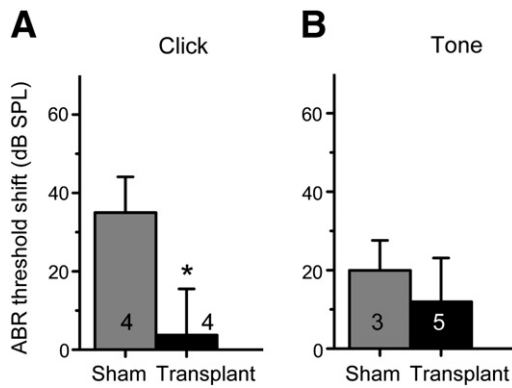 A
Click
ABR threshold shift (dB SPL)
60
40
20
0
*
4
4
Sham Transplant
B
Tone
60
40
20
0
3
5
Sham Transplant